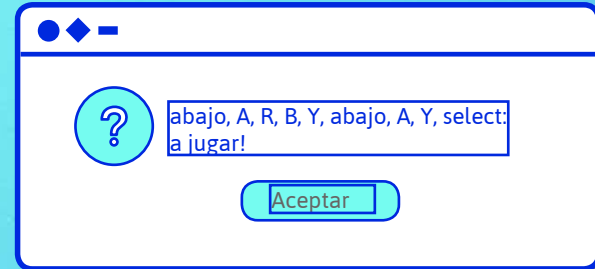 abajo, A, R, B, Y, abajo, A, Y, select:
a jugar!
Aceptar